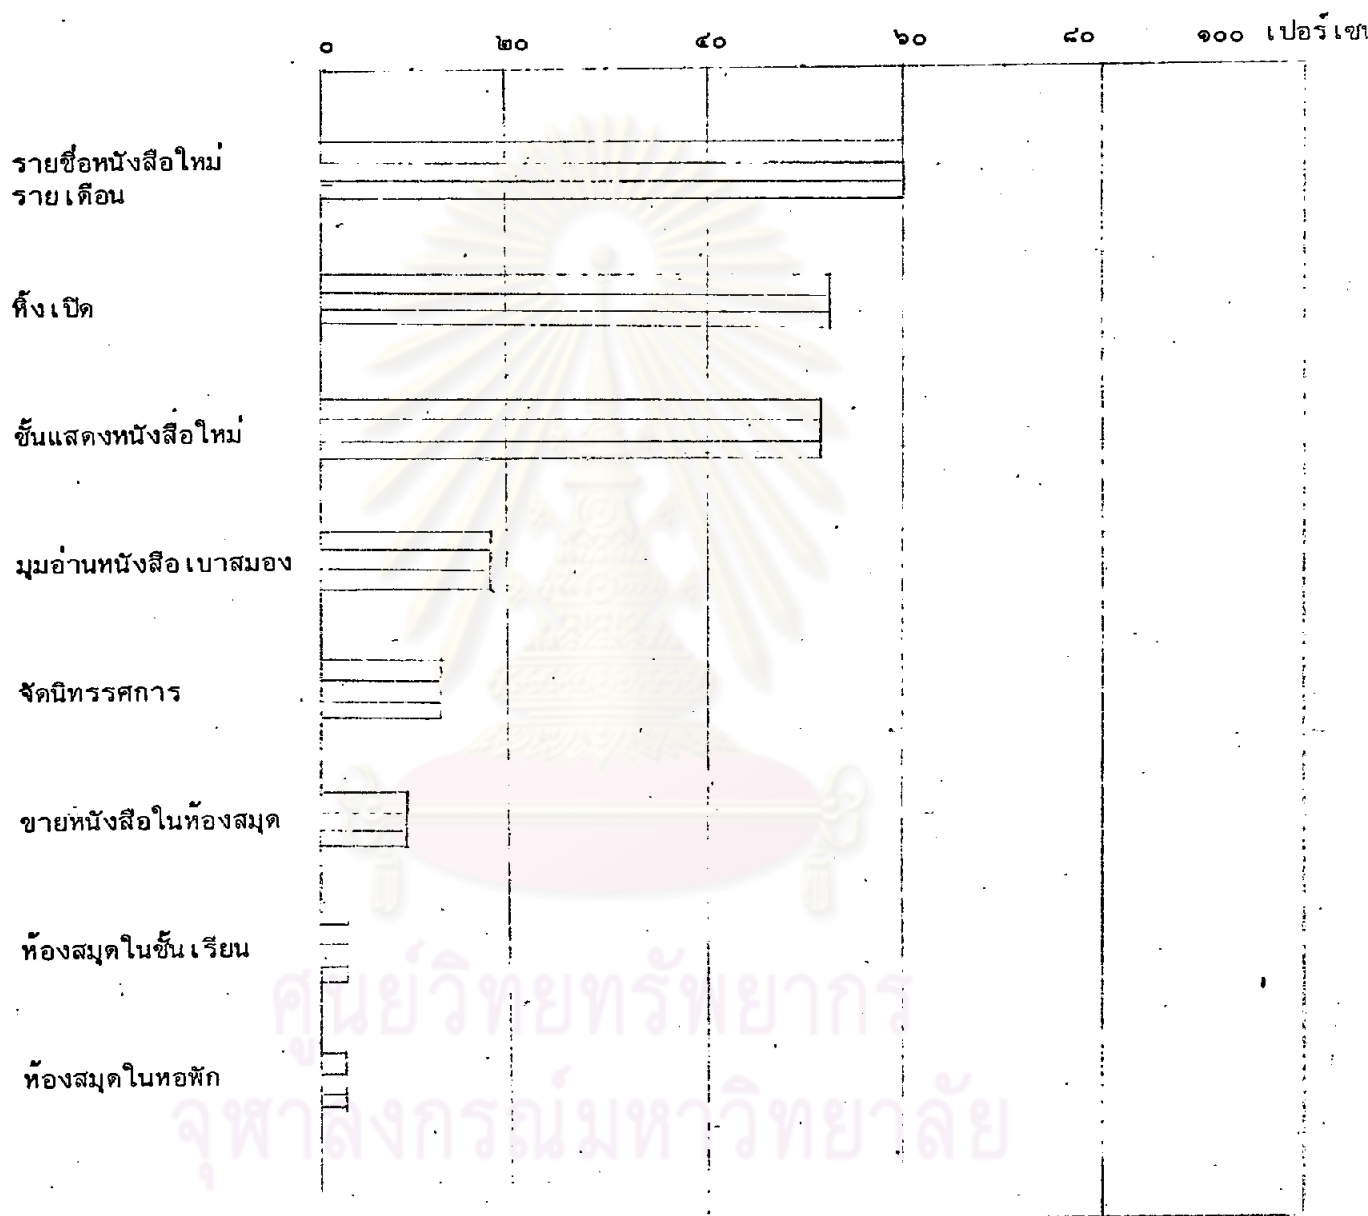 ๐ ๒๐ ๔๐ ๖๐ ๘๐ ๑๐๐ เปอร์เซ
รายชื่อหนังสือใหม่
รายเดือน
หิ้งเปิด
ชั้นแสดงหนังสือใหม่
มุมอ่านหนังสือเบาสมอง
จัดนิทรรศการ
ขายหนังสือในห้องสมุด
ห้องสมุดในชั้นเรียน
ห้องสมุดในหอพัก
ศูนย์วิทยทรัพยากร
จุฬาลงกรณ์มหาวิทยาลัย